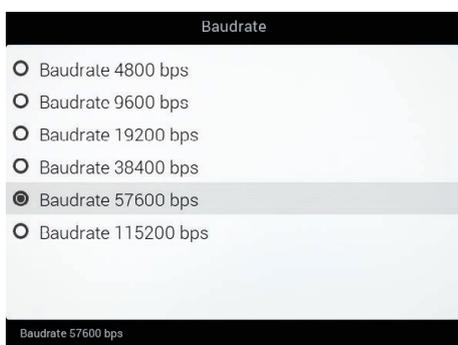 Baudrate
Baudrate 4800 bps
Baudrate 9600 bps
Baudrate 19200 bps
Baudrate 38400 bps
Baudrate 57600 bps
Baudrate 115200 bps
Baudrate 57600 bps